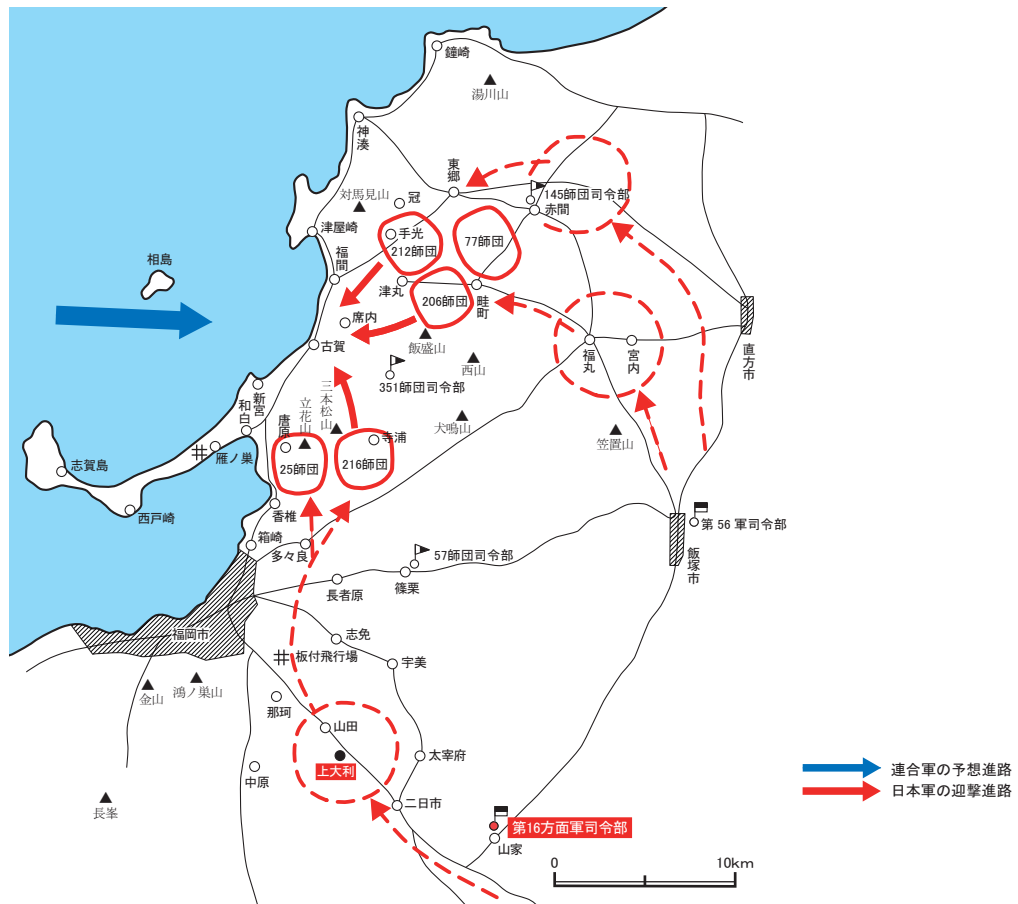 鐘崎
湯川山
神湊
東郷
145師団司令部
赤間
対馬見山
冠
津屋崎
手光
212師団
77師団
福間
相島
津丸
206師団
畦町
席内
古賀
飯盛山
西山
351師団司令部
福丸
宮内
直方市
新宮
和白
三本松山
立花山
唐原
犬鳴山
笠置山
寺浦
雁ノ巣
25師団
216師団
志賀島
西戸崎
香椎
第56軍司令部
箱崎
多々良
57師団司令部
飯塚市
篠栗
長者原
福岡市
志免
板付飛行場
宇美
金山
鴻ノ巣山
那珂
山田
太宰府
上大利
中原
長峯
二日市
第16方面軍司令部
山家
連合軍の予想進路
日本軍の迎撃進路
0 10km